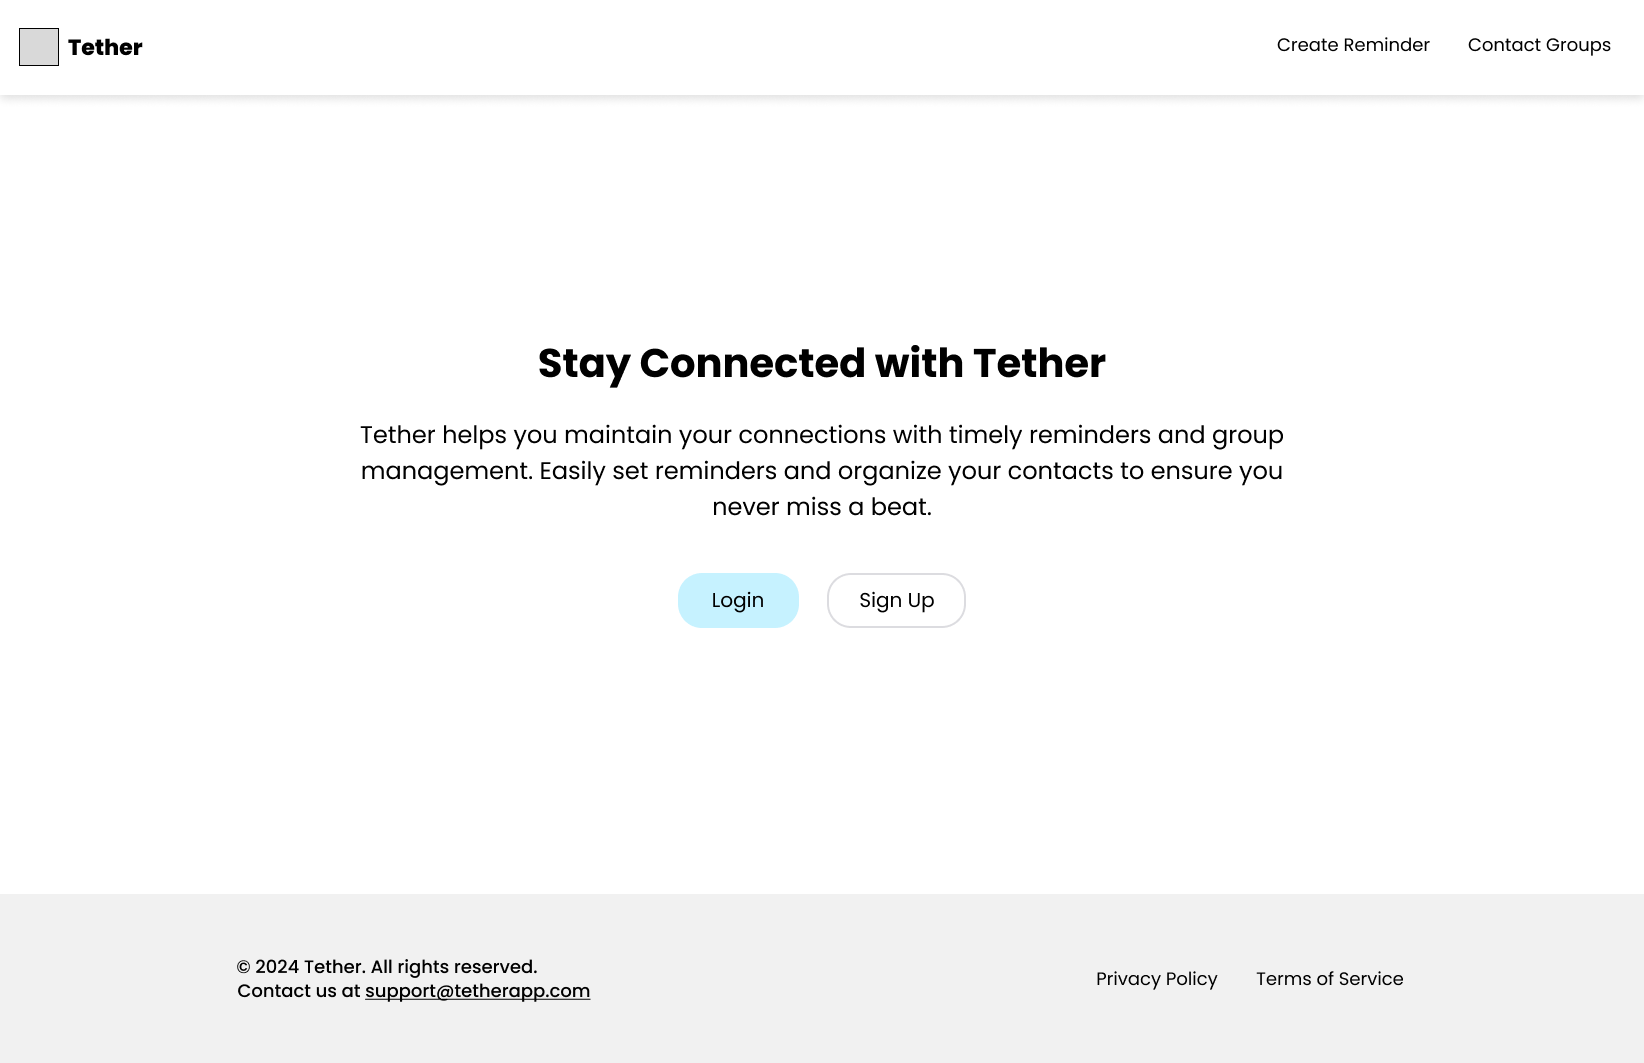 Tether
Create Reminder
Contact Groups
Stay Connected with Tether
Tether helps you maintain your connections with timely reminders and group
management. Easily set reminders and organize your contacts to ensure you
never miss a beat.
Login
Sign Up
© 2024 Tether. All rights reserved.
Contact us at support@tetherapp.com
Privacy Policy
Terms of Service